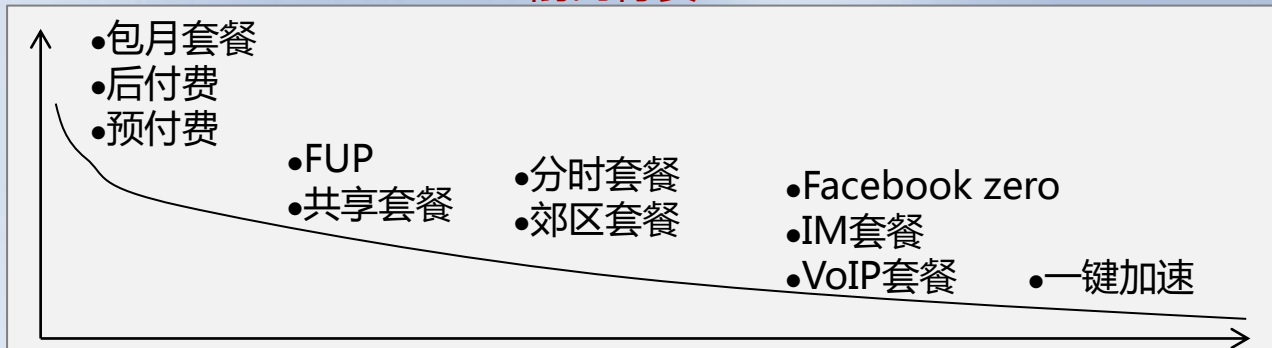 ●包月套餐
●后付费
●预付费
●FUP
●共享套餐
●分时套餐
●郊区套餐
●Facebook zero
●IM套餐
●VoIP套餐
●一键加速